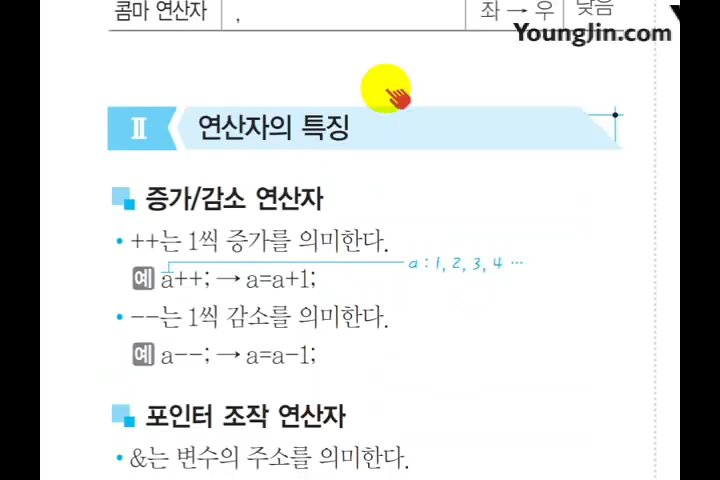 콤마 연산자 , 좌 → 우 낮음
YoungJin.com
Ⅱ 연산자의 특징
증가/감소 연산자
• ++는 1씩 증가를 의미한다.
a : 1, 2, 3, 4 …
예 a++; → a=a+1;
• --는 1씩 감소를 의미한다.
예 a--; → a=a-1;
포인터 조작 연산자
• &는 변수의 주소를 의미한다.